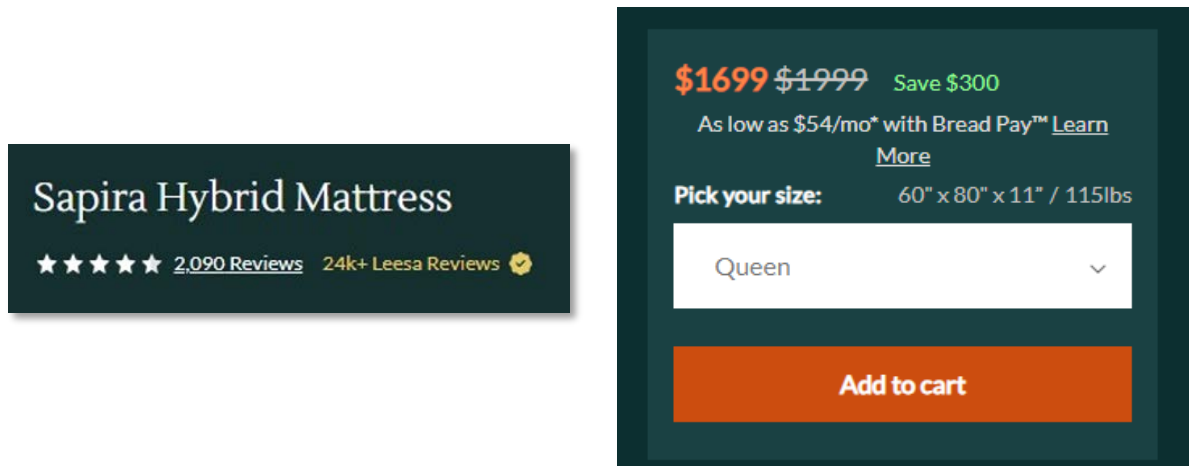 Sapira Hybrid Mattress
2,090 Reviews 24k+ Leesa Reviews
$1699 $1999 Save $300
As low as $54/mo* with Bread Pay™ Learn
More
Pick your size: 60" x 80" x 11" / 115lbs
Queen
Add to cart